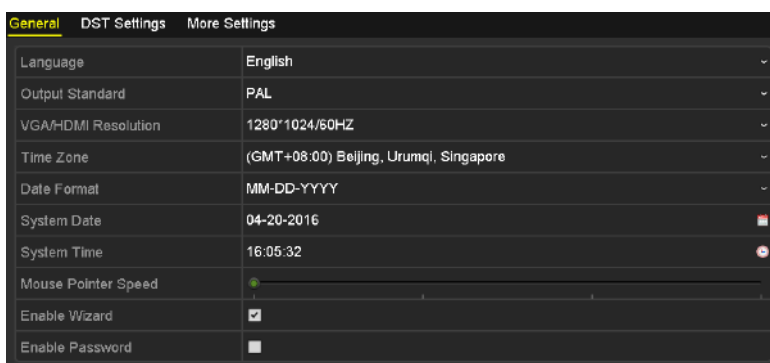 General DST Settings More Settings
Language English
Output Standard PAL
VGA/HDMI Resolution 1280*1024/60HZ
Time Zone (GMT+08:00) Beijing, Urumqi, Singapore
Date Format MM-DD-YYYY
System Date 04-20-2016
System Time 16:05:32
Mouse Pointer Speed
Enable Wizard
Enable Password